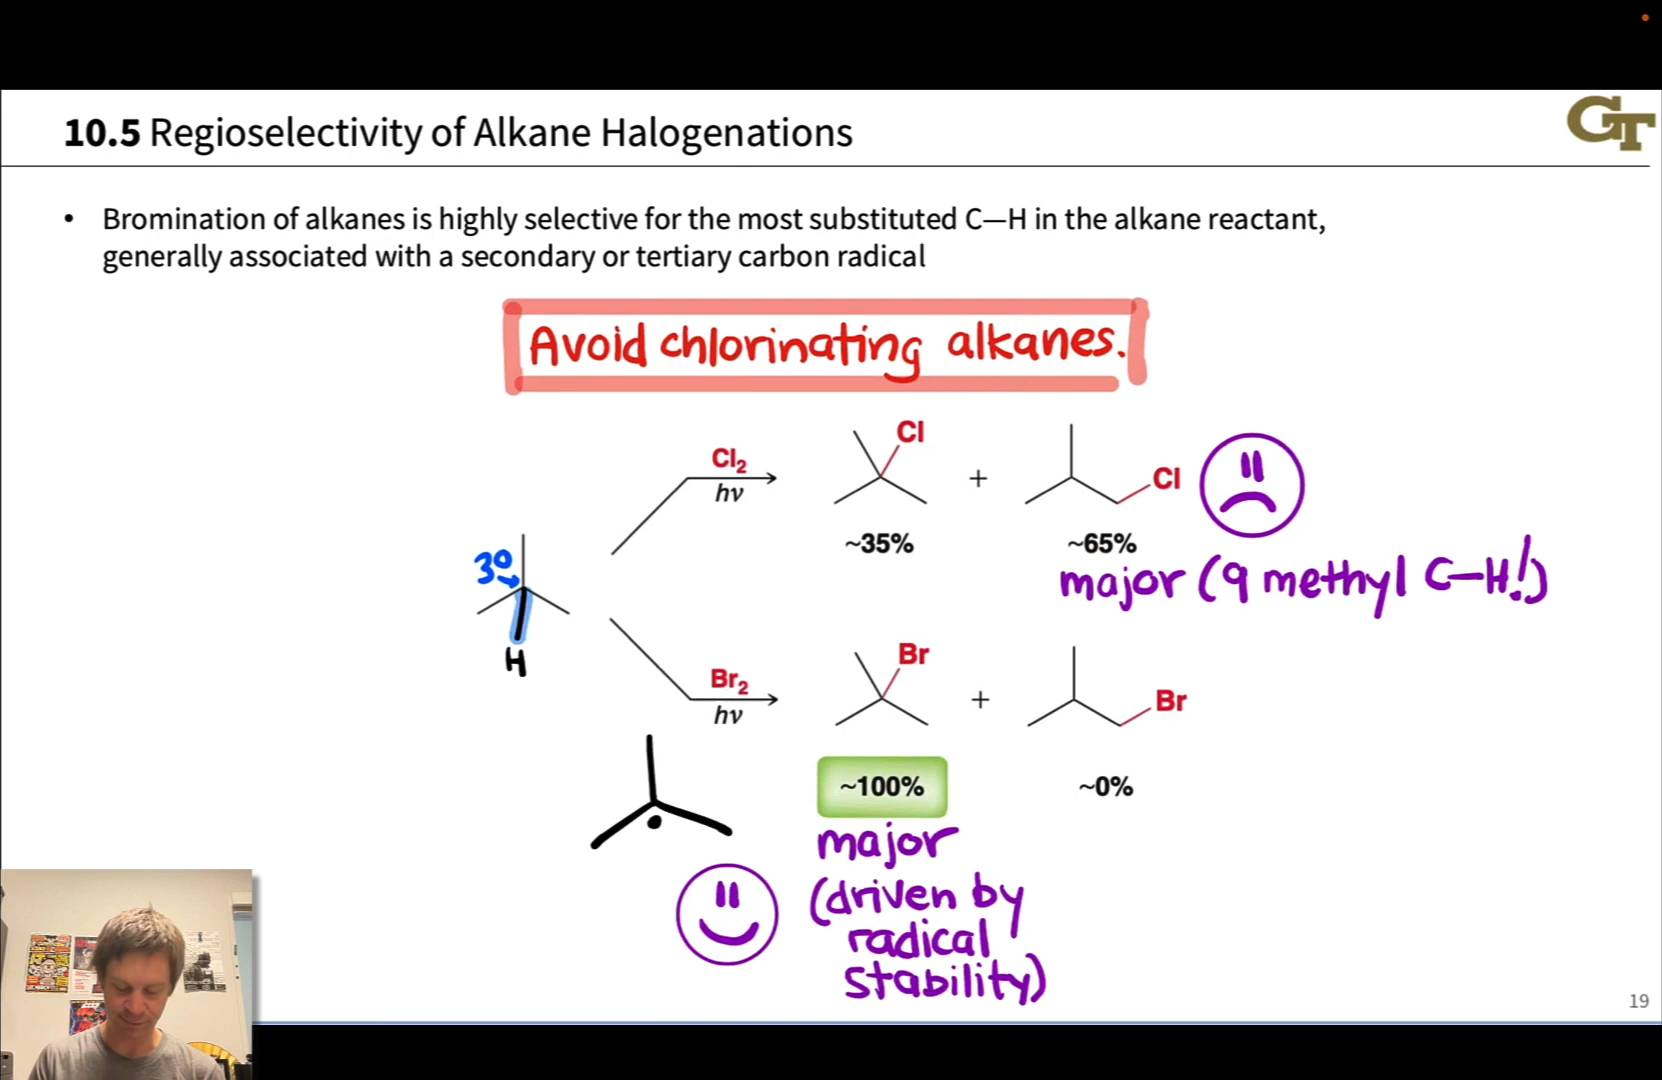 GT
10.5 Regioselectivity of Alkane Halogenations
• Bromination of alkanes is highly selective for the most substituted C—H in the alkane reactant,
generally associated with a secondary or tertiary carbon radical
Avoid chlorinating alkanes.
Cl₂
hν
Cl
+
Cl
~35%
~65%
major (9 methyl C–H!)
3°
H
Br₂
hν
Br
+
Br
~100%
~0%
major
(driven by
radical
stability)
19